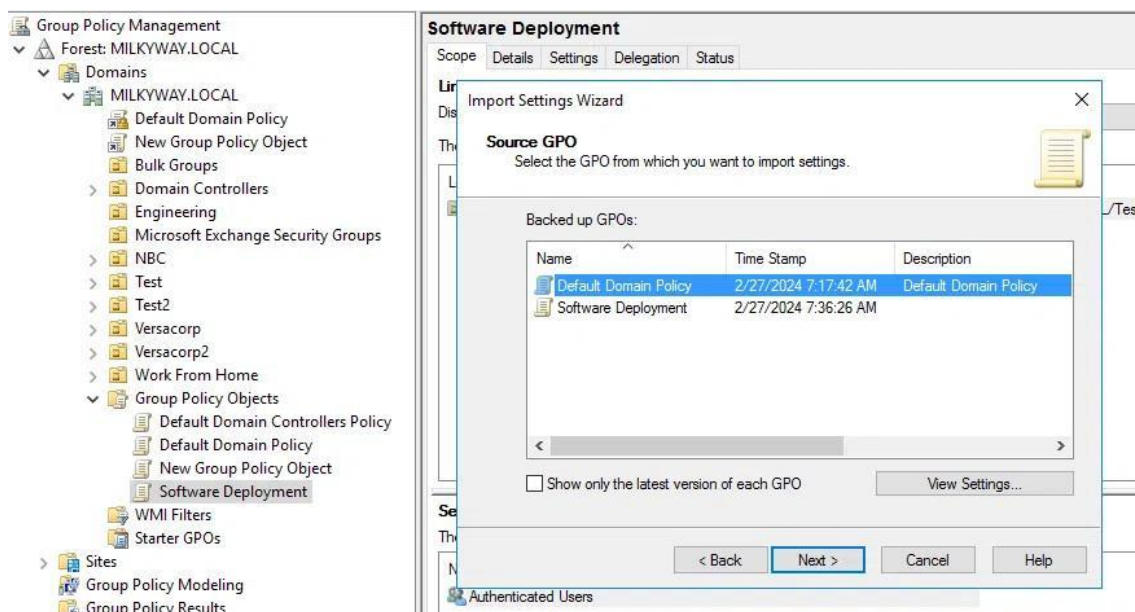 Group Policy Management
Forest: MILKYWAY.LOCAL
Domains
MILKYWAY.LOCAL
Default Domain Policy
New Group Policy Object
Bulk Groups
Domain Controllers
Engineering
Microsoft Exchange Security Groups
NBC
Test
Test2
Versacorp
Versacorp2
Work From Home
Group Policy Objects
Default Domain Controllers Policy
Default Domain Policy
New Group Policy Object
Software Deployment
WMI Filters
Starter GPOs
Sites
Group Policy Modeling
Group Policy Results
Software Deployment
Scope Details Settings Delegation Status
Import Settings Wizard
Source GPO
Select the GPO from which you want to import settings.
Backed up GPOs:
Name Time Stamp Description
Default Domain Policy 2/27/2024 7:17:42 AM Default Domain Policy
Software Deployment 2/27/2024 7:36:26 AM
Show only the latest version of each GPO View Settings...
< Back Next > Cancel Help
Authenticated Users